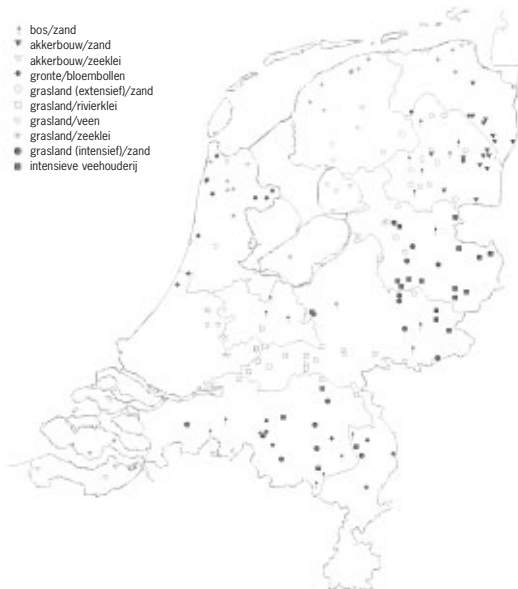 bos/zand
akkerbouw/zand
akkerbouw/zeeklei
gronte/bloembollen
grasland (extensief)/zand
grasland/rivierklei
grasland/veen
grasland/zeeklei
grasland (intensief)/zand
intensieve veehouderij